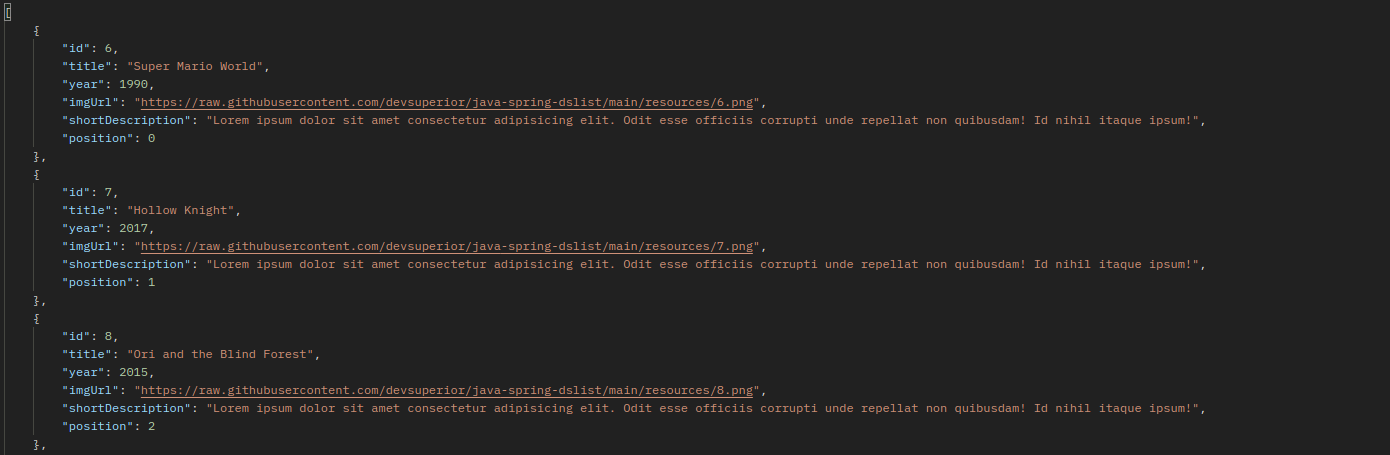 [
    {
        "id": 6,
        "title": "Super Mario World",
        "year": 1990,
        "imgUrl": "https://raw.githubusercontent.com/devsuperior/java-spring-dslist/main/resources/6.png",
        "shortDescription": "Lorem ipsum dolor sit amet consectetur adipisicing elit. Odit esse officiis corrupti unde repellat non quibusdam! Id nihil itaque ipsum!",
        "position": 0
    },
    {
        "id": 7,
        "title": "Hollow Knight",
        "year": 2017,
        "imgUrl": "https://raw.githubusercontent.com/devsuperior/java-spring-dslist/main/resources/7.png",
        "shortDescription": "Lorem ipsum dolor sit amet consectetur adipisicing elit. Odit esse officiis corrupti unde repellat non quibusdam! Id nihil itaque ipsum!",
        "position": 1
    },
    {
        "id": 8,
        "title": "Ori and the Blind Forest",
        "year": 2015,
        "imgUrl": "https://raw.githubusercontent.com/devsuperior/java-spring-dslist/main/resources/8.png",
        "shortDescription": "Lorem ipsum dolor sit amet consectetur adipisicing elit. Odit esse officiis corrupti unde repellat non quibusdam! Id nihil itaque ipsum!",
        "position": 2
    },